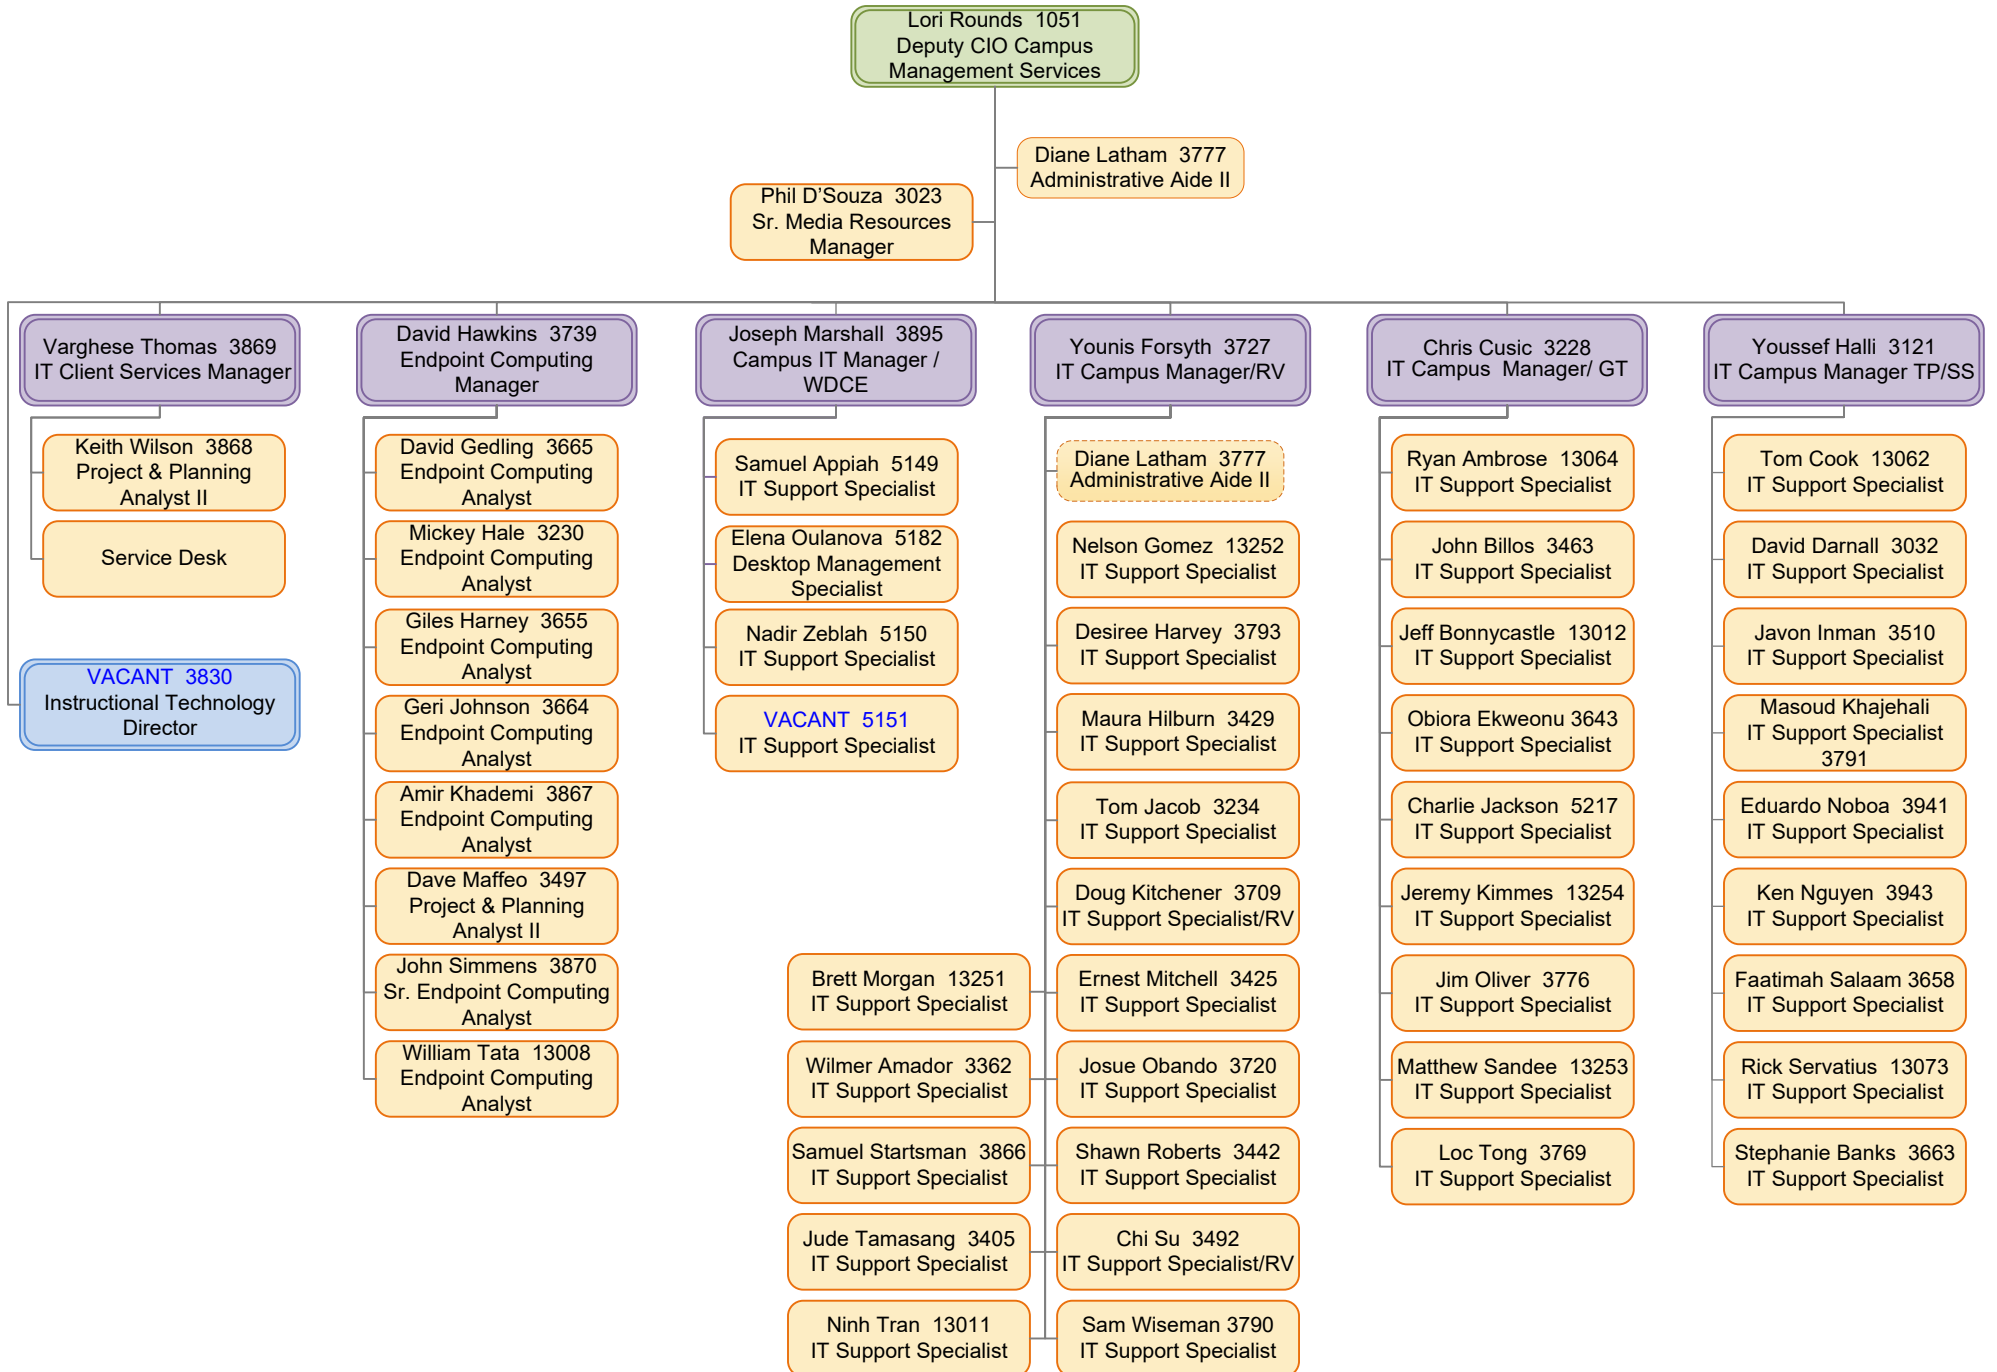 Lori Rounds 1051
Deputy CIO Campus
Management Services
Diane Latham 3777
Administrative Aide II
Phil D’Souza 3023
Sr. Media Resources
Manager
Varghese Thomas 3869
IT Client Services Manager
Keith Wilson 3868
Project & Planning
Analyst II
Service Desk
VACANT 3830
Instructional Technology
Director
David Hawkins 3739
Endpoint Computing
Manager
David Gedling 3665
Endpoint Computing
Analyst
Mickey Hale 3230
Endpoint Computing
Analyst
Giles Harney 3655
Endpoint Computing
Analyst
Geri Johnson 3664
Endpoint Computing
Analyst
Amir Khademi 3867
Endpoint Computing
Analyst
Dave Maffeo 3497
Project & Planning
Analyst II
John Simmens 3870
Sr. Endpoint Computing
Analyst
William Tata 13008
Endpoint Computing
Analyst
Joseph Marshall 3895
Campus IT Manager /
WDCE
Samuel Appiah 5149
IT Support Specialist
Elena Oulanova 5182
Desktop Management
Specialist
Nadir Zeblah 5150
IT Support Specialist
VACANT 5151
IT Support Specialist
Younis Forsyth 3727
IT Campus Manager/RV
Diane Latham 3777
Administrative Aide II
Nelson Gomez 13252
IT Support Specialist
Desiree Harvey 3793
IT Support Specialist
Maura Hilburn 3429
IT Support Specialist
Tom Jacob 3234
IT Support Specialist
Doug Kitchener 3709
IT Support Specialist/RV
Brett Morgan 13251
IT Support Specialist
Ernest Mitchell 3425
IT Support Specialist
Wilmer Amador 3362
IT Support Specialist
Josue Obando 3720
IT Support Specialist
Samuel Startsman 3866
IT Support Specialist
Shawn Roberts 3442
IT Support Specialist
Jude Tamasang 3405
IT Support Specialist
Chi Su 3492
IT Support Specialist/RV
Ninh Tran 13011
IT Support Specialist
Sam Wiseman 3790
IT Support Specialist
Chris Cusic 3228
IT Campus Manager/ GT
Ryan Ambrose 13064
IT Support Specialist
John Billos 3463
IT Support Specialist
Jeff Bonnycastle 13012
IT Support Specialist
Obiora Ekweonu 3643
IT Support Specialist
Charlie Jackson 5217
IT Support Specialist
Jeremy Kimmes 13254
IT Support Specialist
Jim Oliver 3776
IT Support Specialist
Matthew Sandee 13253
IT Support Specialist
Loc Tong 3769
IT Support Specialist
Youssef Halli 3121
IT Campus Manager TP/SS
Tom Cook 13062
IT Support Specialist
David Darnall 3032
IT Support Specialist
Javon Inman 3510
IT Support Specialist
Masoud Khajehali
IT Support Specialist
3791
Eduardo Noboa 3941
IT Support Specialist
Ken Nguyen 3943
IT Support Specialist
Faatimah Salaam 3658
IT Support Specialist
Rick Servatius 13073
IT Support Specialist
Stephanie Banks 3663
IT Support Specialist